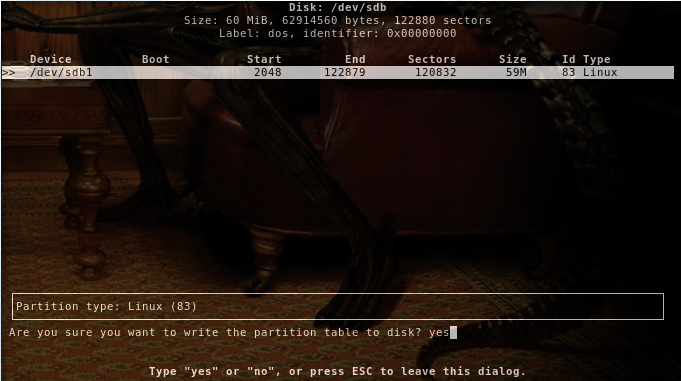 Disk: /dev/sdb
Size: 60 MiB, 62914560 bytes, 122880 sectors
Label: dos, identifier: 0x00000000
Device Boot Start End Sectors Size Id Type
>> /dev/sdb1 2048 122879 120832 59M 83 Linux
Partition type: Linux (83)
Are you sure you want to write the partition table to disk? yes
Type "yes" or "no", or press ESC to leave this dialog.